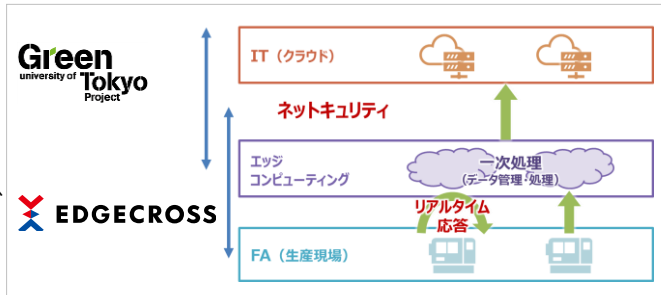 Green
university of Tokyo
Project
EDGECROSS
IT（クラウド）
ネットキュリティ
エッジ
コンピューティング
一次処理
（データ管理・処理）
リアルタイム
応答
FA（生産現場）